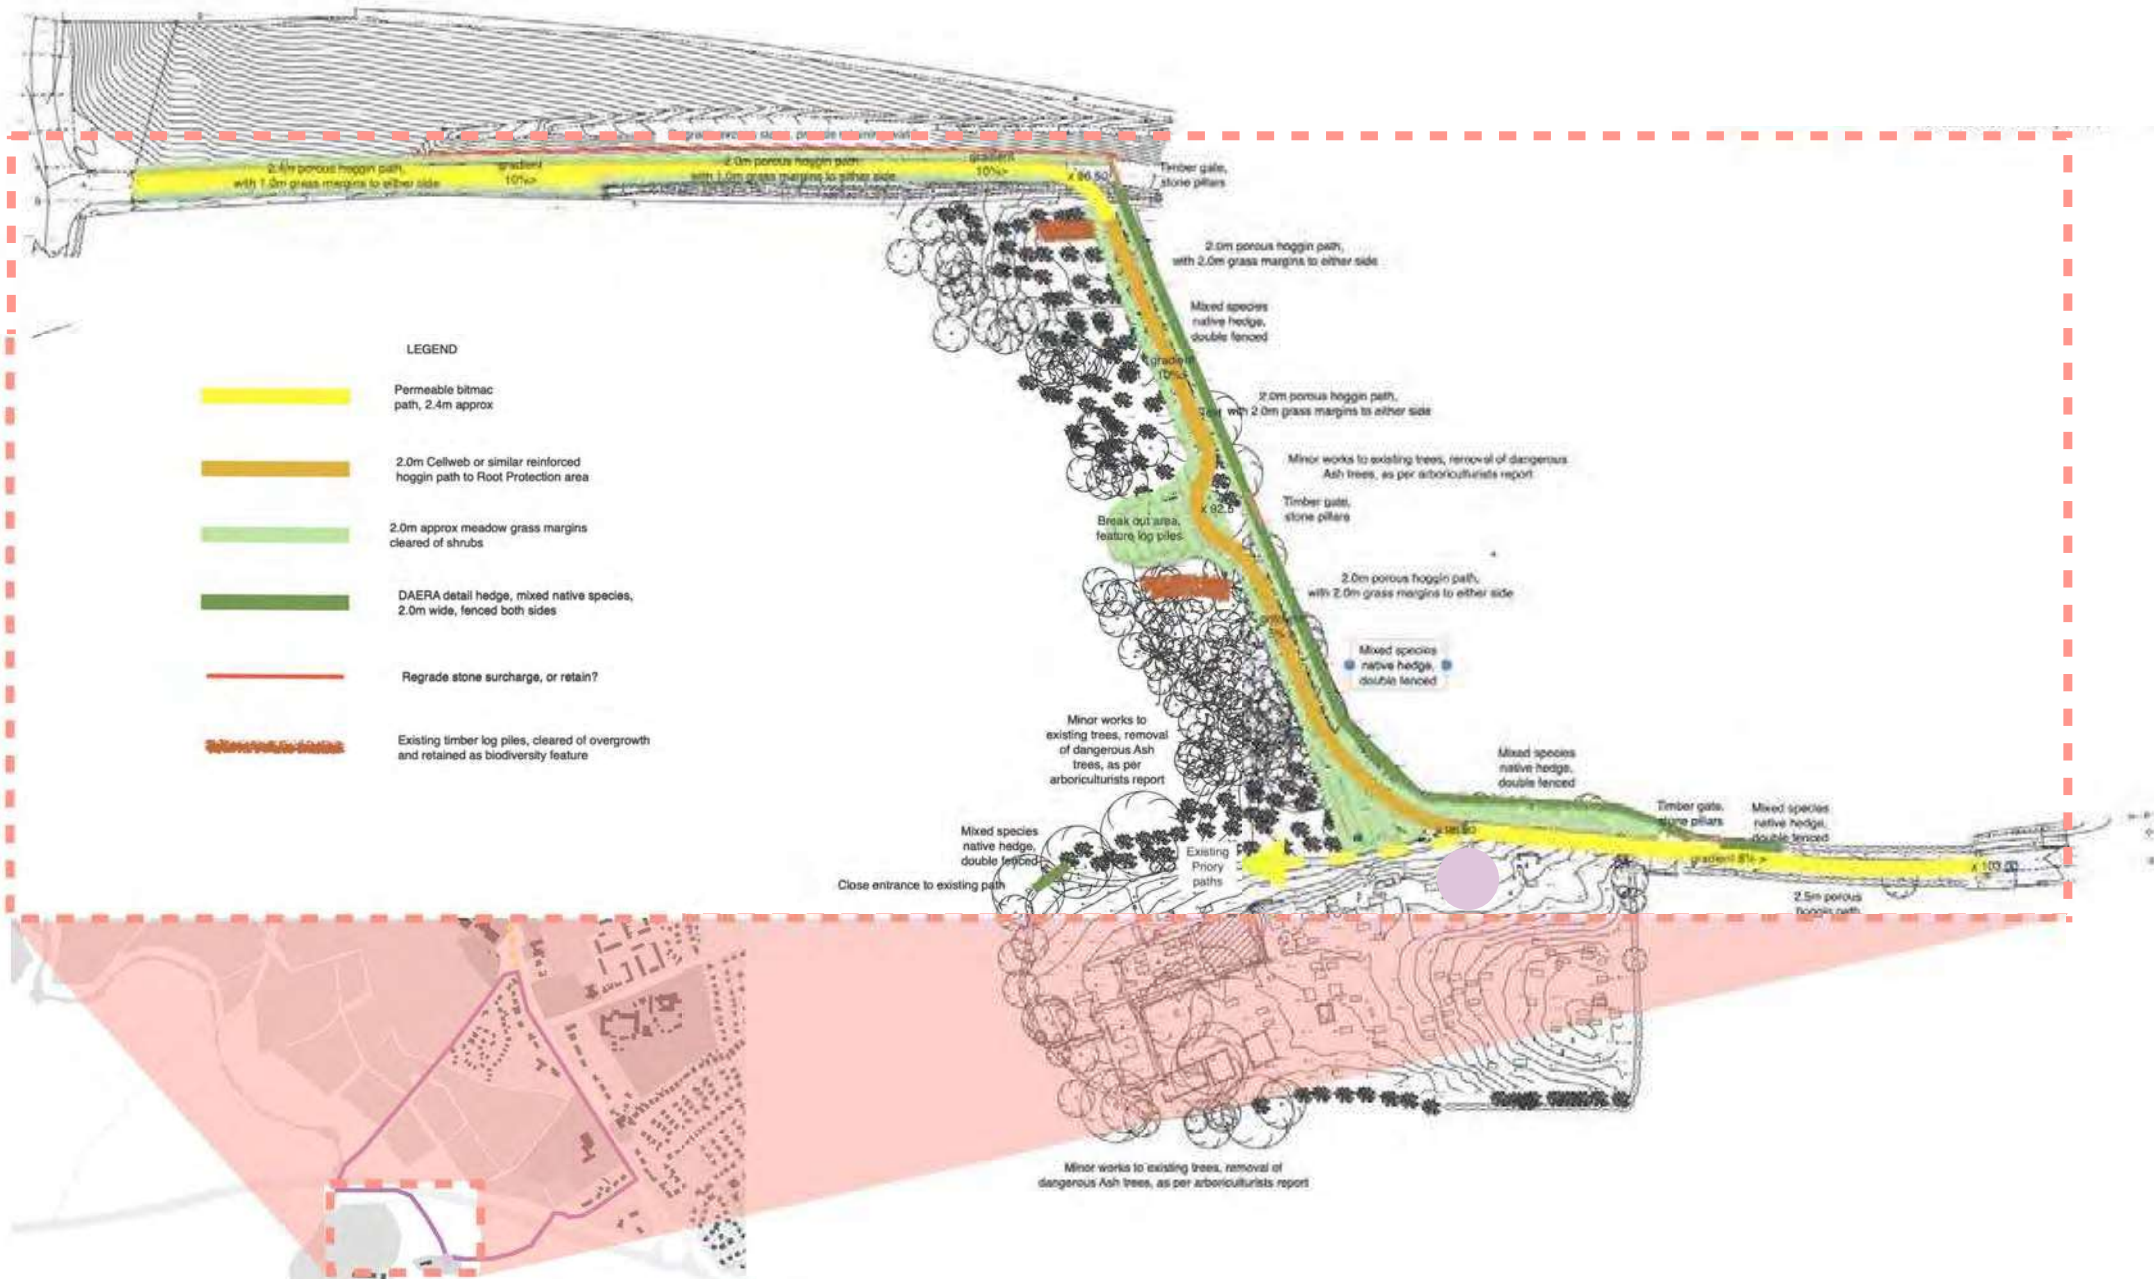 2.4m porous hoggin path,
with 1.0m grass margins to either side
gradient
10%>
2.0m porous hoggin path
with 1.0m grass margins to either side
gradient
10%>
x 96.50
Timber gate,
stone pillars
2.0m porous hoggin path,
with 2.0m grass margins to either side
Mixed species
native hedge,
double fenced
gradient
10%>
2.0m porous hoggin path,
with 2.0m grass margins to either side
Minor works to existing trees, removal of dangerous
Ash trees, as per arboriculturists report
Timber gate,
stone pillars
x 92.5
Break out area,
feature log piles
2.0m porous hoggin path,
with 2.0m grass margins to either side
Mixed species
native hedge,
double fenced
LEGEND
Permeable bitmac
path, 2.4m approx
2.0m Cellweb or similar reinforced
hoggin path to Root Protection area
2.0m approx meadow grass margins
cleared of shrubs
DAERA detail hedge, mixed native species,
2.0m wide, fenced both sides
Regrade stone surcharge, or retain?
Existing timber log piles, cleared of overgrowth
and retained as biodiversity feature
Minor works to
existing trees, removal
of dangerous Ash
trees, as per
arboriculturists report
Mixed species
native hedge,
double fenced
Timber gate,
stone pillars
Mixed species
native hedge,
double fenced
Mixed species
native hedge,
double fenced
Close entrance to existing path
Existing
Priory
paths
gradient 8% >
x 103.00
2.5m porous
hoggin path
Minor works to existing trees, removal of
dangerous Ash trees, as per arboriculturists report